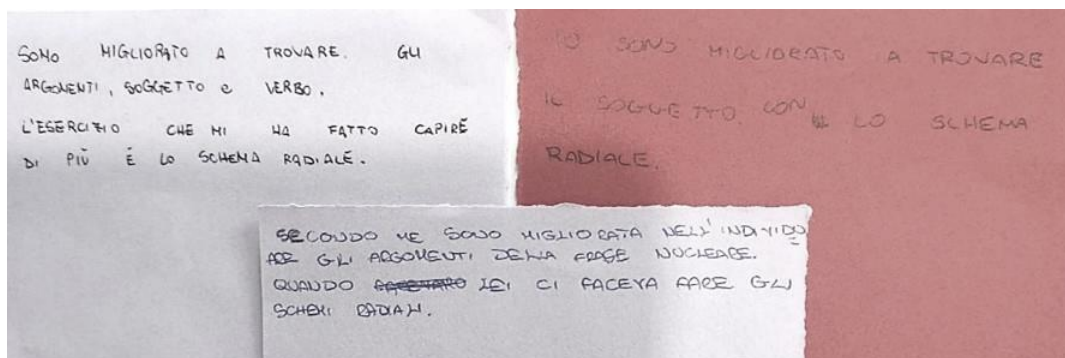 SONO MIGLIORATO A TROVARE. GLI
ARGOMENTI, SOGGETTO e VERBO.
L'ESERCIZIO CHE MI HA FATTO CAPIRE
DI PIÙ É LO SCHEMA RADIALE.
IO SONO MIGLIORATO A TROVARE
IL SOGGETTO, CON LO SCHEMA
RADIALE.
SECONDO ME SONO MIGLIORATA NELL'INDIVIDU
ARE GLI ARGOMENTI DELLA FRASE NUCLEARE.
QUANDO LEI CI FACEVA FARE GLI
SCHEMI RADIALI.